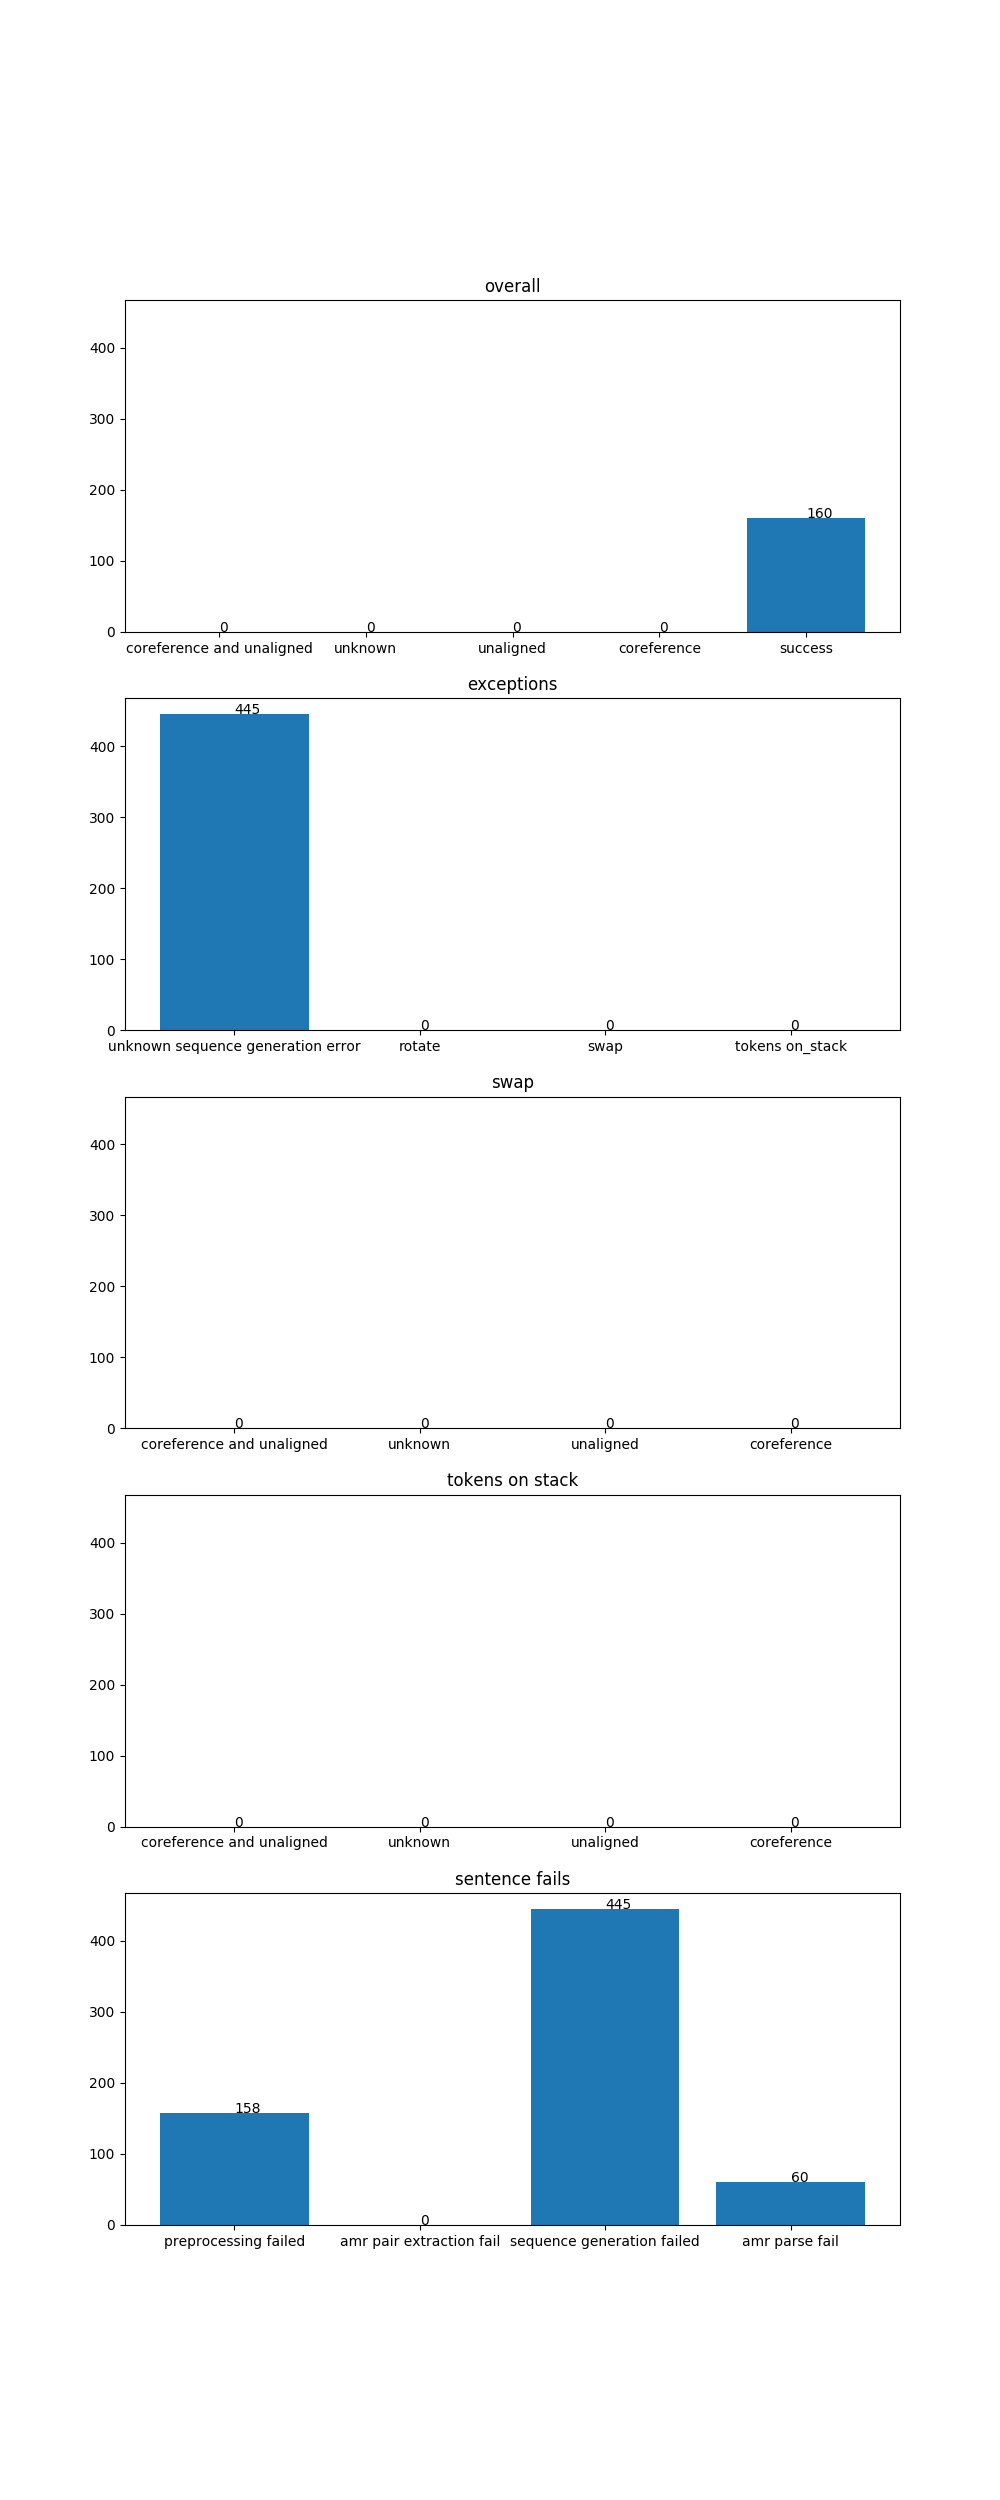 overall
400
300
200
100
0
0 0 0 0 160
coreference and unaligned unknown unaligned coreference success
exceptions
445
400
300
200
100
0
0 0 0
unknown sequence generation error rotate swap tokens on_stack
swap
400
300
200
100
0
0 0 0 0
coreference and unaligned unknown unaligned coreference
tokens on stack
400
300
200
100
0
0 0 0 0
coreference and unaligned unknown unaligned coreference
sentence fails
445
400
300
200
158
100
60
0
0
preprocessing failed amr pair extraction fail sequence generation failed amr parse fail